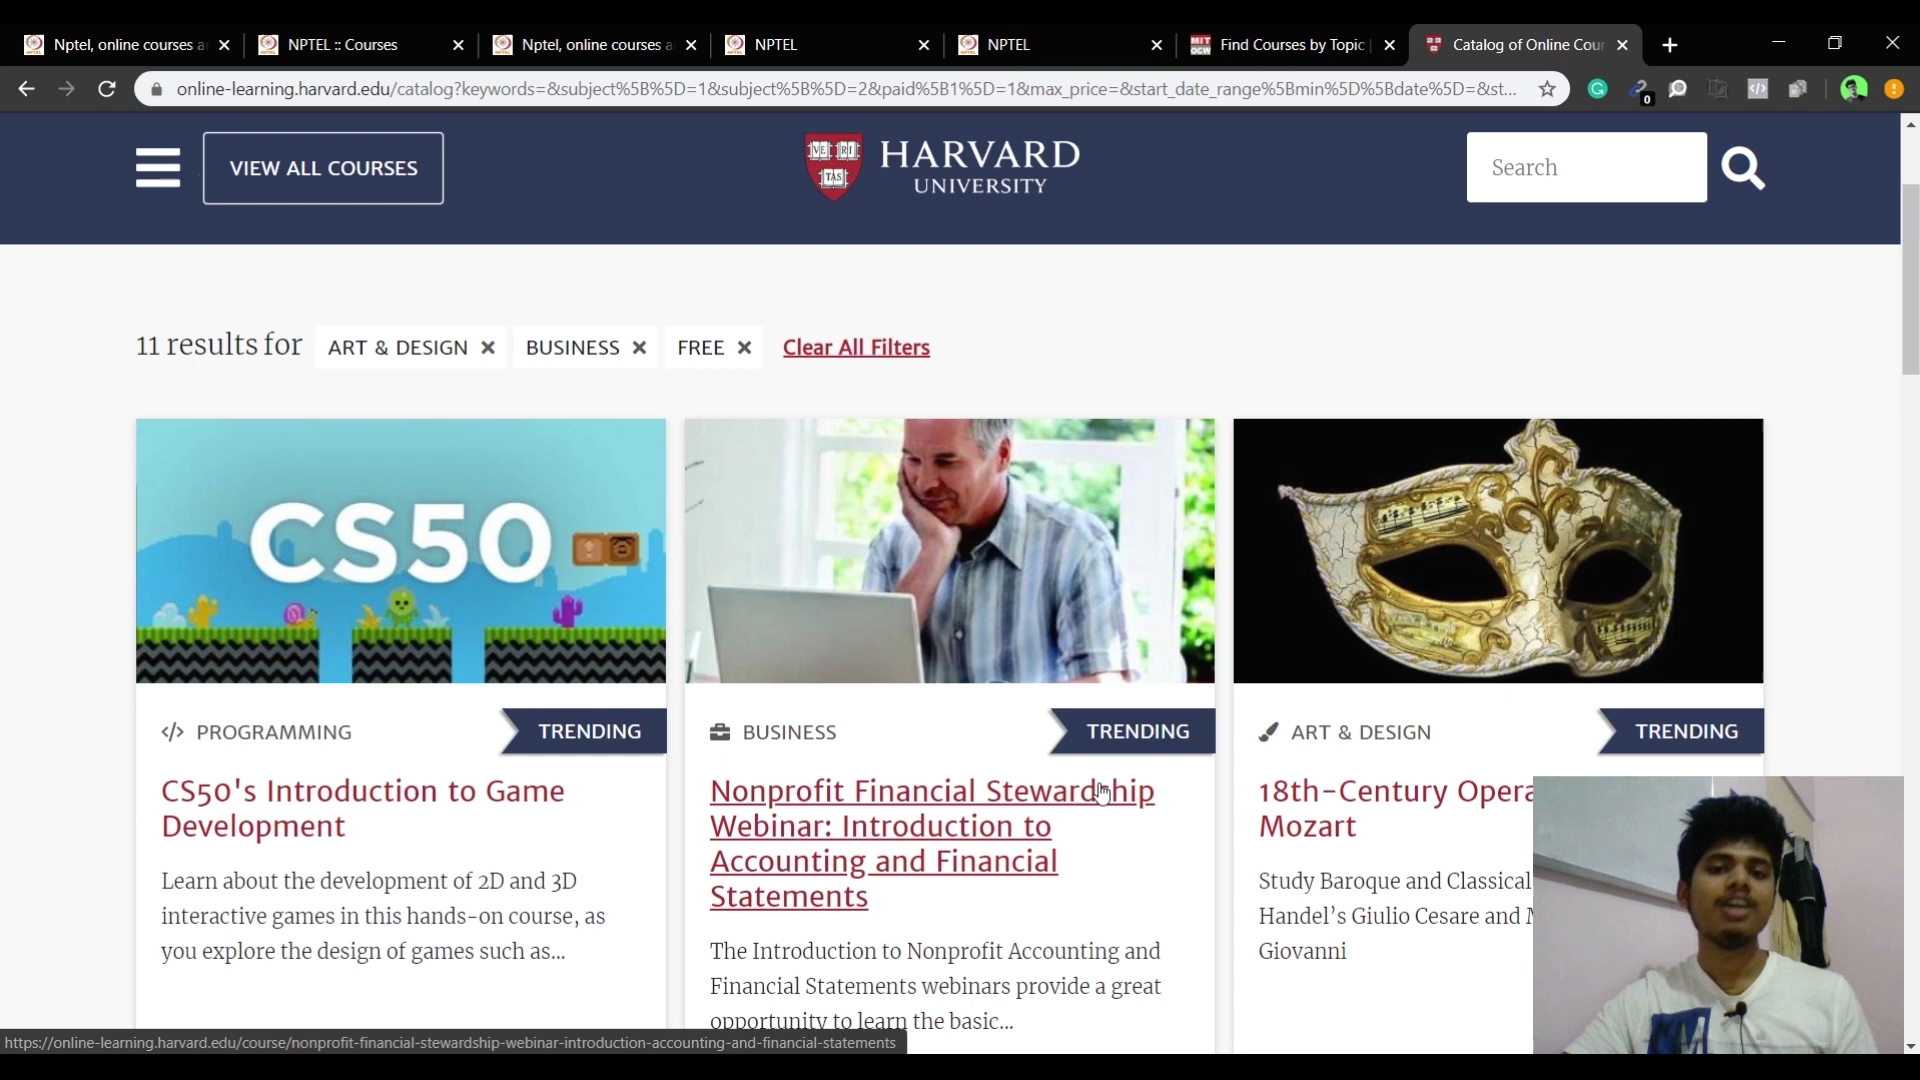 Nptel, online courses a
NPTEL :: Courses
Nptel, online courses a
NPTEL
NPTEL
Find Courses by Topic
Catalog of Online Cour
online-learning.harvard.edu/catalog?keywords=&subject%5B%5D=1&subject%5B%5D=2&paid%5B1%5D=1&max_price=&start_date_range%5Bmin%5D%5Bdate%5D=&st...
0
VIEW ALL COURSES
VE RI
TAS
HARVARD
UNIVERSITY
Search
11 results for
ART & DESIGN
BUSINESS
FREE
Clear All Filters
CS50
PROGRAMMING
TRENDING
CS50's Introduction to Game
Development
Learn about the development of 2D and 3D
interactive games in this hands-on course, as
you explore the design of games such as...
BUSINESS
TRENDING
Nonprofit Financial Stewardship
Webinar: Introduction to
Accounting and Financial
Statements
The Introduction to Nonprofit Accounting and
Financial Statements webinars provide a great
opportunity to learn the basic...
ART & DESIGN
TRENDING
18th-Century Opera
Mozart
Study Baroque and Classical
Handel's Giulio Cesare and
Giovanni
https://online-learning.harvard.edu/course/nonprofit-financial-stewardship-webinar-introduction-accounting-and-financial-statements